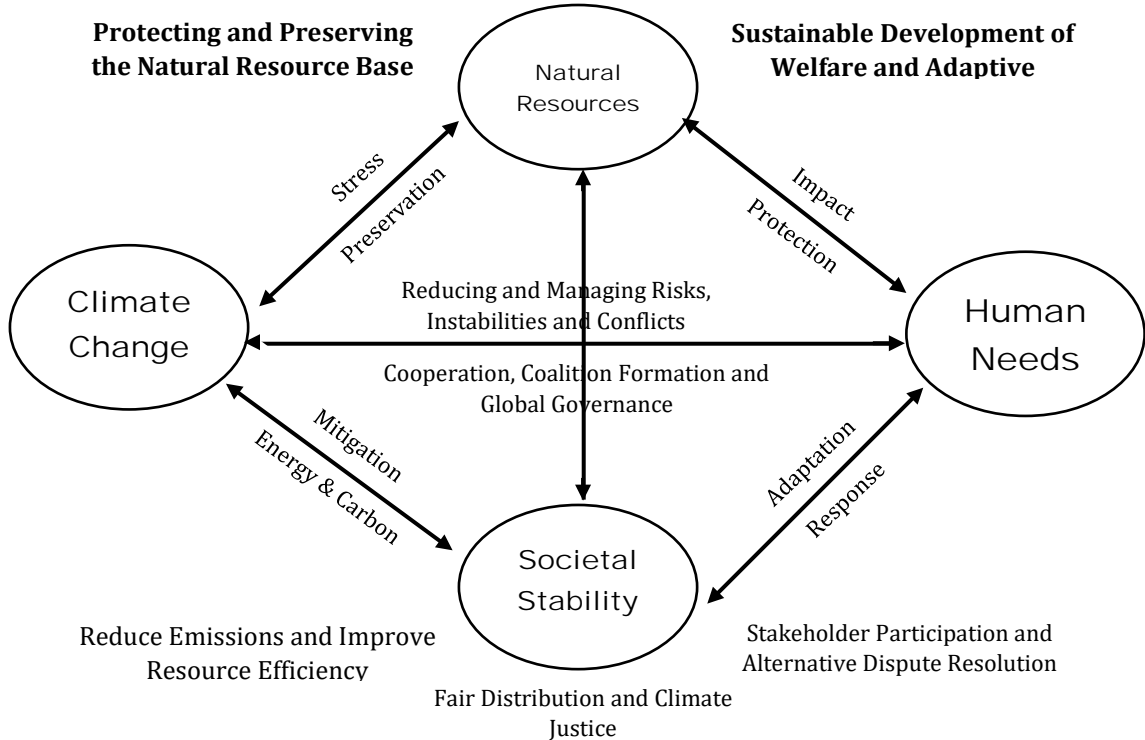 Protecting and Preserving
the Natural Resource Base
Sustainable Development of
Welfare and Adaptive
Natural
Resources
Stress
Preservation
Impact
Protection
Climate
Change
Reducing and Managing Risks,
Instabilities and Conflicts
Human
Needs
Cooperation, Coalition Formation and
Global Governance
Mitigation
Energy & Carbon
Adaptation
Response
Societal
Stability
Reduce Emissions and Improve
Resource Efficiency
Stakeholder Participation and
Alternative Dispute Resolution
Fair Distribution and Climate
Justice